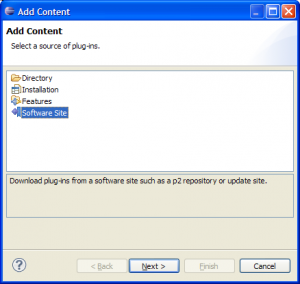 Add Content
Add Content
Select a source of plug-ins.
Directory
Installation
Features
Software Site
Download plug-ins from a software site such as a p2 repository or update site.
?
< Back
Next >
Finish
Cancel